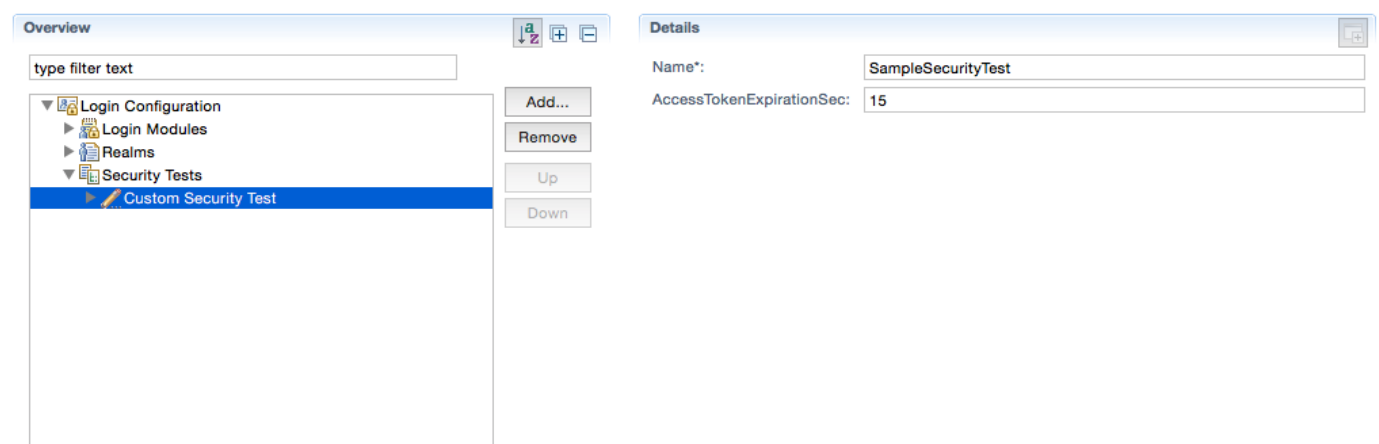 Overview
type filter text
Login Configuration
Login Modules
Realms
Security Tests
Custom Security Test
Add...
Remove
Up
Down
Details
Name*:
SampleSecurityTest
AccessTokenExpirationSec:
15